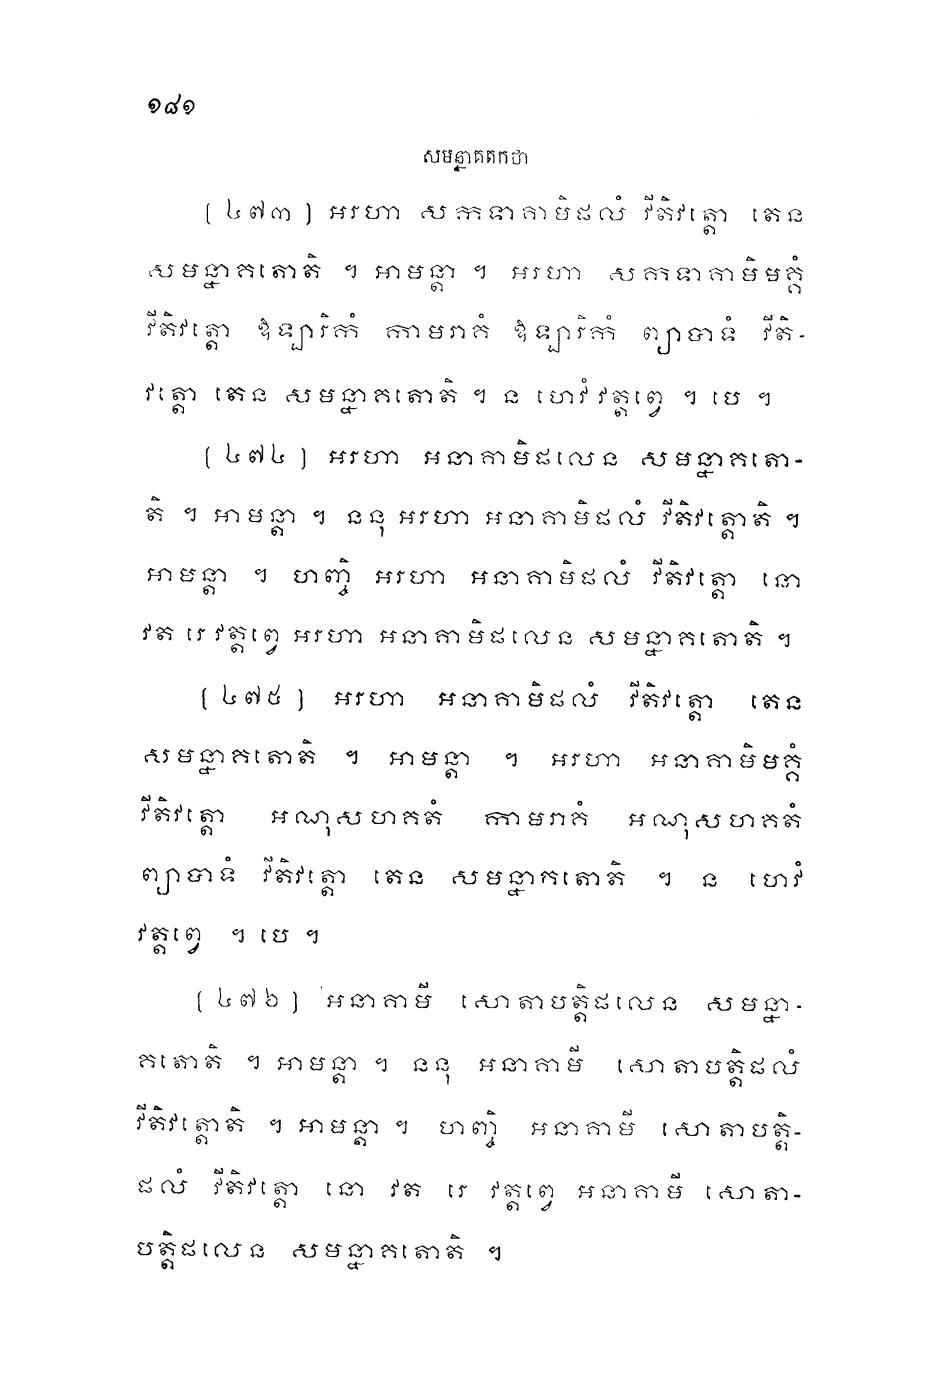 ១៨១
សមន្នាគតកថា
[ ៤៧៣ ] អរហា សកទាគាមិផលំ វីតិវត្តោ តេន
សមន្នាគតោតិ ។ អាមន្តា ។ អរហា សកទាគាមិមគ្គំ
វីតិវត្តោ ឱឡារិកំ កាមរាគំ ឱឡារិកំ ព្យាបាទំ វីតិ-
វត្តោ តេន សមន្នាគតោតិ ។ ន ហេវំ វត្តព្វេ ។ បេ ។
[ ៤៧៤ ] អរហា អនាគាមិផលេន សមន្នាគតោ-
តិ ។ អាមន្តា ។ ននុ អរហា អនាគាមិផលំ វីតិវត្តោតិ ។
អាមន្តា ។ ហញ្ចិ អរហា អនាគាមិផលំ វីតិវត្តោ នោ
វត រេ វត្តព្វេ អរហា អនាគាមិផលេន សមន្នាគតោតិ ។
[ ៤៧៥ ] អរហា អនាគាមិផលំ វីតិវត្តោ តេន
សមន្នាគតោតិ ។ អាមន្តា ។ អរហា អនាគាមិមគ្គំ
វីតិវត្តោ អណុសហគតំ កាមរាគំ អណុសហគតំ
ព្យាបាទំ វីតិវត្តោ តេន សមន្នាគតោតិ ។ ន ហេវំ
វត្តព្វេ ។ បេ ។
[ ៤៧៦ ] អនាគាមី សោតាបត្តិផលេន សមន្នា-
គតោតិ ។ អាមន្តា ។ ននុ អនាគាមី សោតាបត្តិផលំ
វីតិវត្តោតិ ។ អាមន្តា ។ ហញ្ចិ អនាគាមី សោតាបត្តិ-
ផលំ វីតិវត្តោ នោ វត រេ វត្តព្វេ អនាគាមី សោតា-
បត្តិផលេន សមន្នាគតោតិ ។